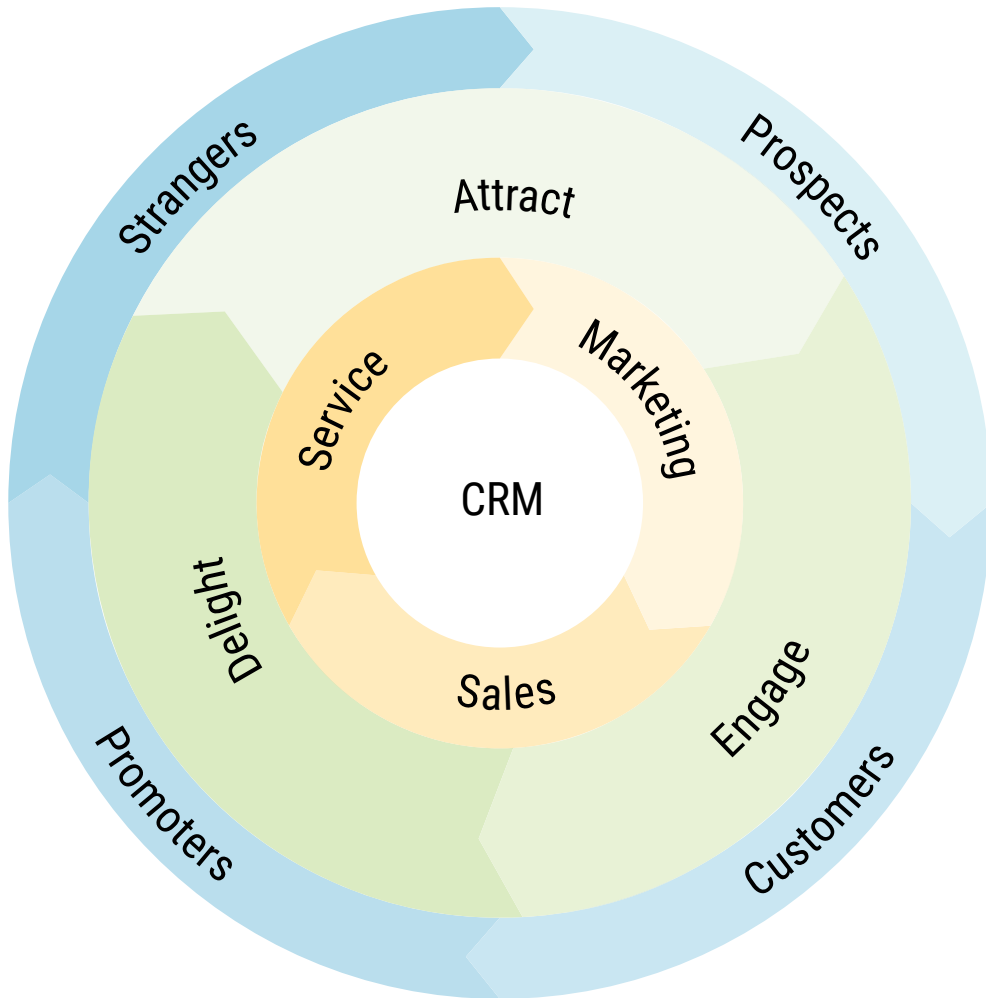 Strangers
Prospects
Customers
Promoters
Attract
Engage
Delight
Marketing
Sales
Service
CRM